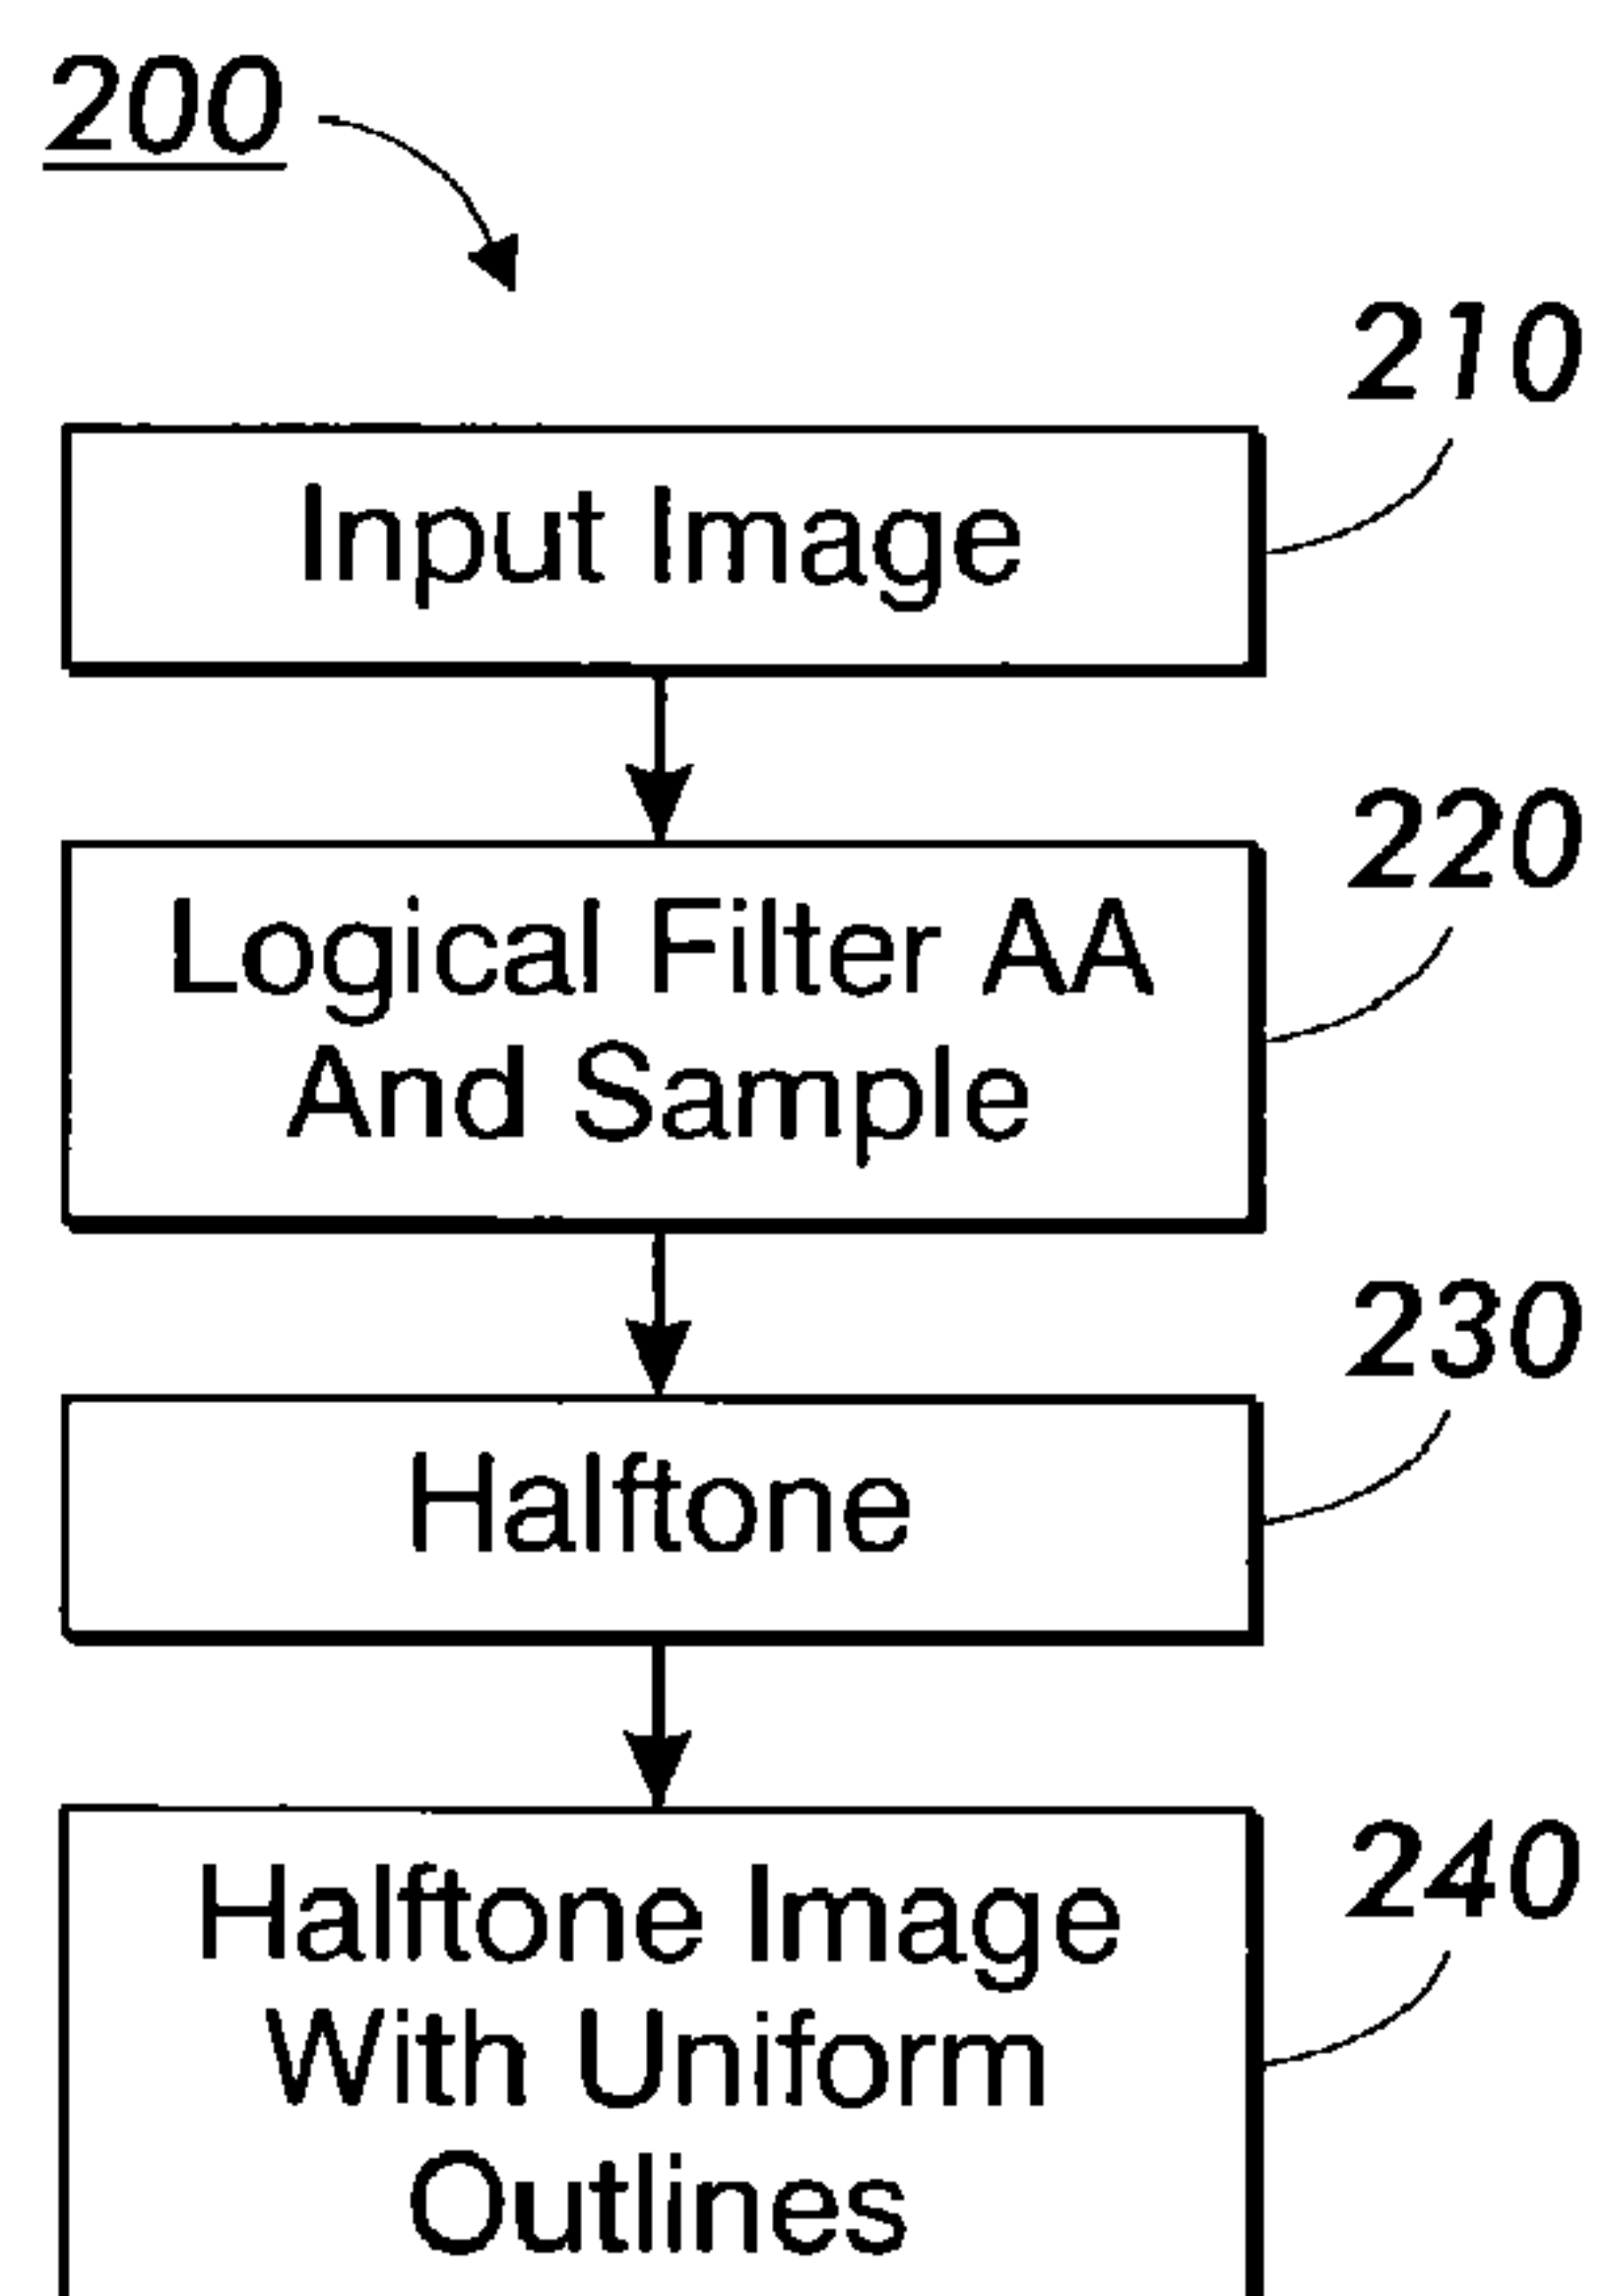 200
210
Input Image
220
Logical Filter AA
And Sample
230
Halftone
240
Halftone Image
With Uniform
Outlines